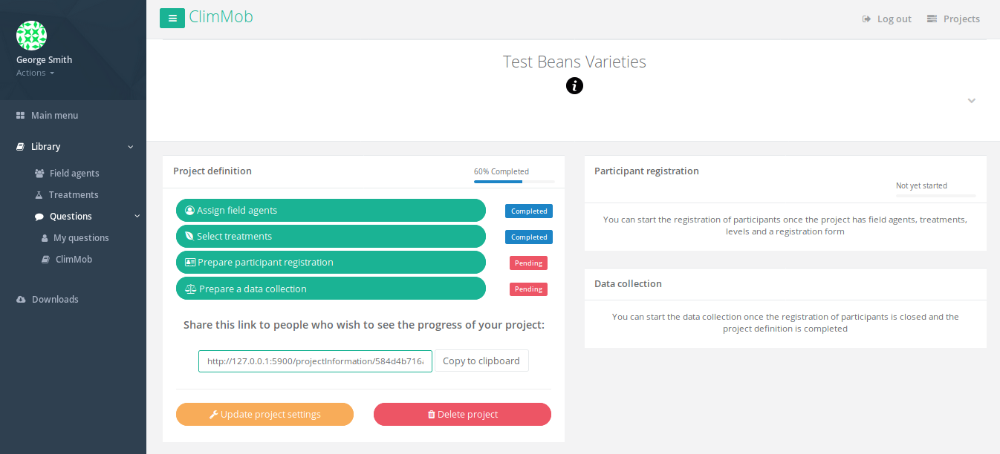 ClimMob
Log out
Projects
George Smith
Actions
Main menu
Library
Field agents
Treatments
Questions
My questions
ClimMob
Downloads
Test Beans Varieties
Project definition
60% Completed
Assign field agents
Completed
Select treatments
Completed
Prepare participant registration
Pending
Prepare a data collection
Pending
Share this link to people who wish to see the progress of your project:
http://127.0.0.1:5900/projectInformation/584d4b716
Copy to clipboard
Update project settings
Delete project
Participant registration
Not yet started
You can start the registration of participants once the project has field agents, treatments,
levels and a registration form
Data collection
You can start the data collection once the registration of participants is closed and the
project definition is completed